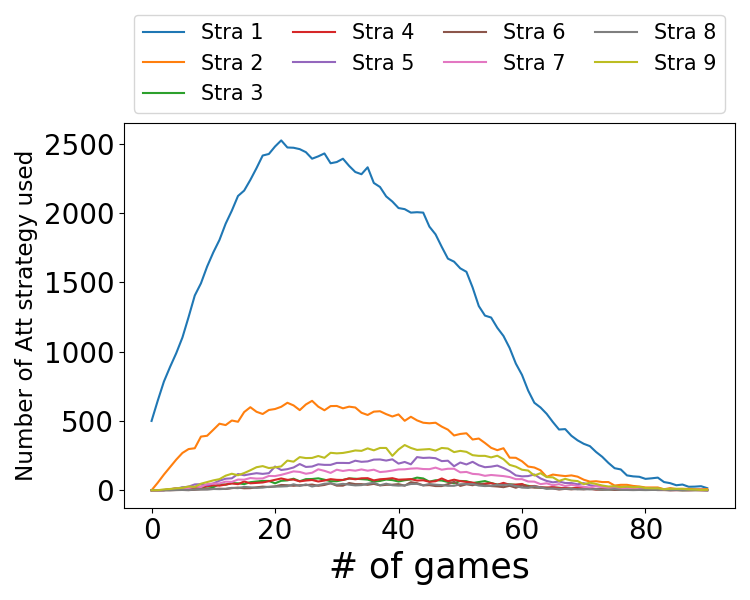 Stra 1 Stra 4 Stra 6 Stra 8
Stra 2 Stra 5 Stra 7 Stra 9
Stra 3
2500
2000
1500
1000
500
0
Number of Att strategy used
0 20 40 60 80
# of games